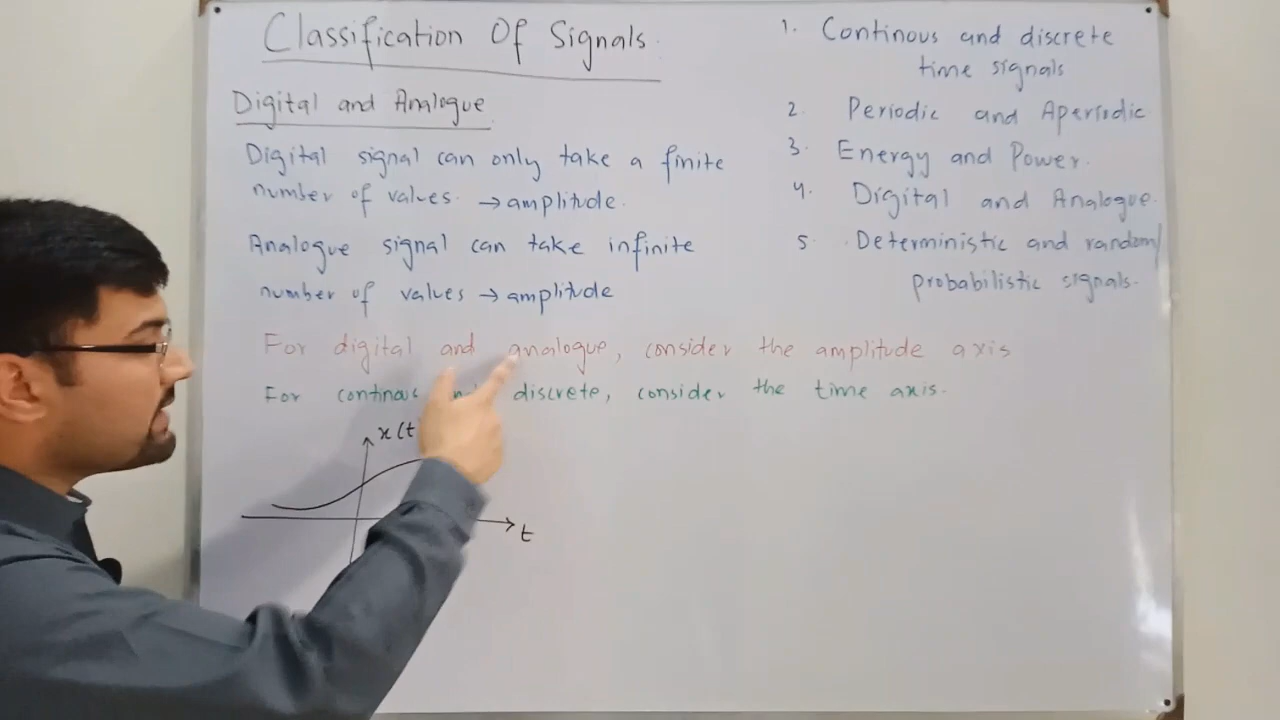 Classification Of Signals.
Digital and Analogue
Digital signal can only take a finite
number of values. → amplitude.
Analogue signal can take infinite
number of values → amplitude
For digital and analogue, consider the amplitude axis
For continous discrete, consider the time axis.
x(t
t
1. Continous and discrete
time signals
2. Periodic and Aperiodic
3. Energy and Power.
4. Digital and Analogue.
5. Deterministic and random/
probabilistic signals.